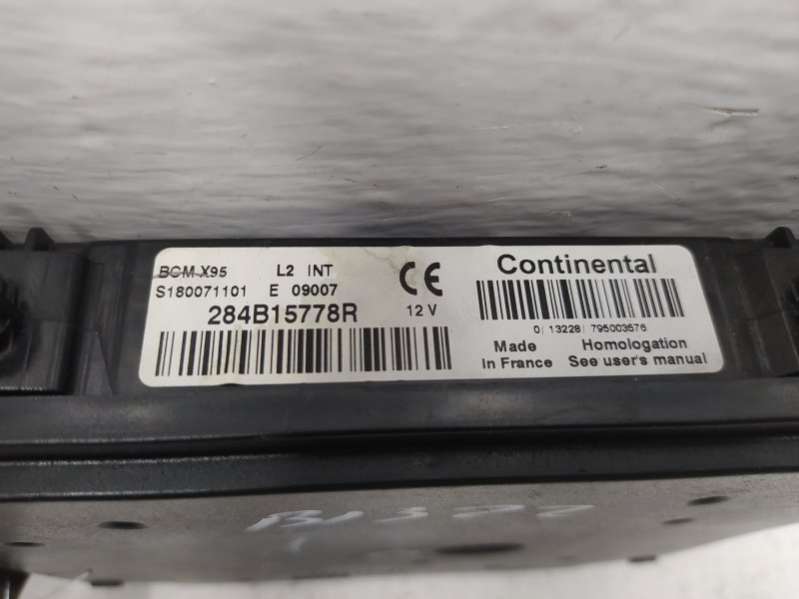 BCM X95 L2 INT
S180071101 E 09007
284B15778R
12 V
CE
Continental
0| 13228| 795003576
Made In France
Homologation See user's manual